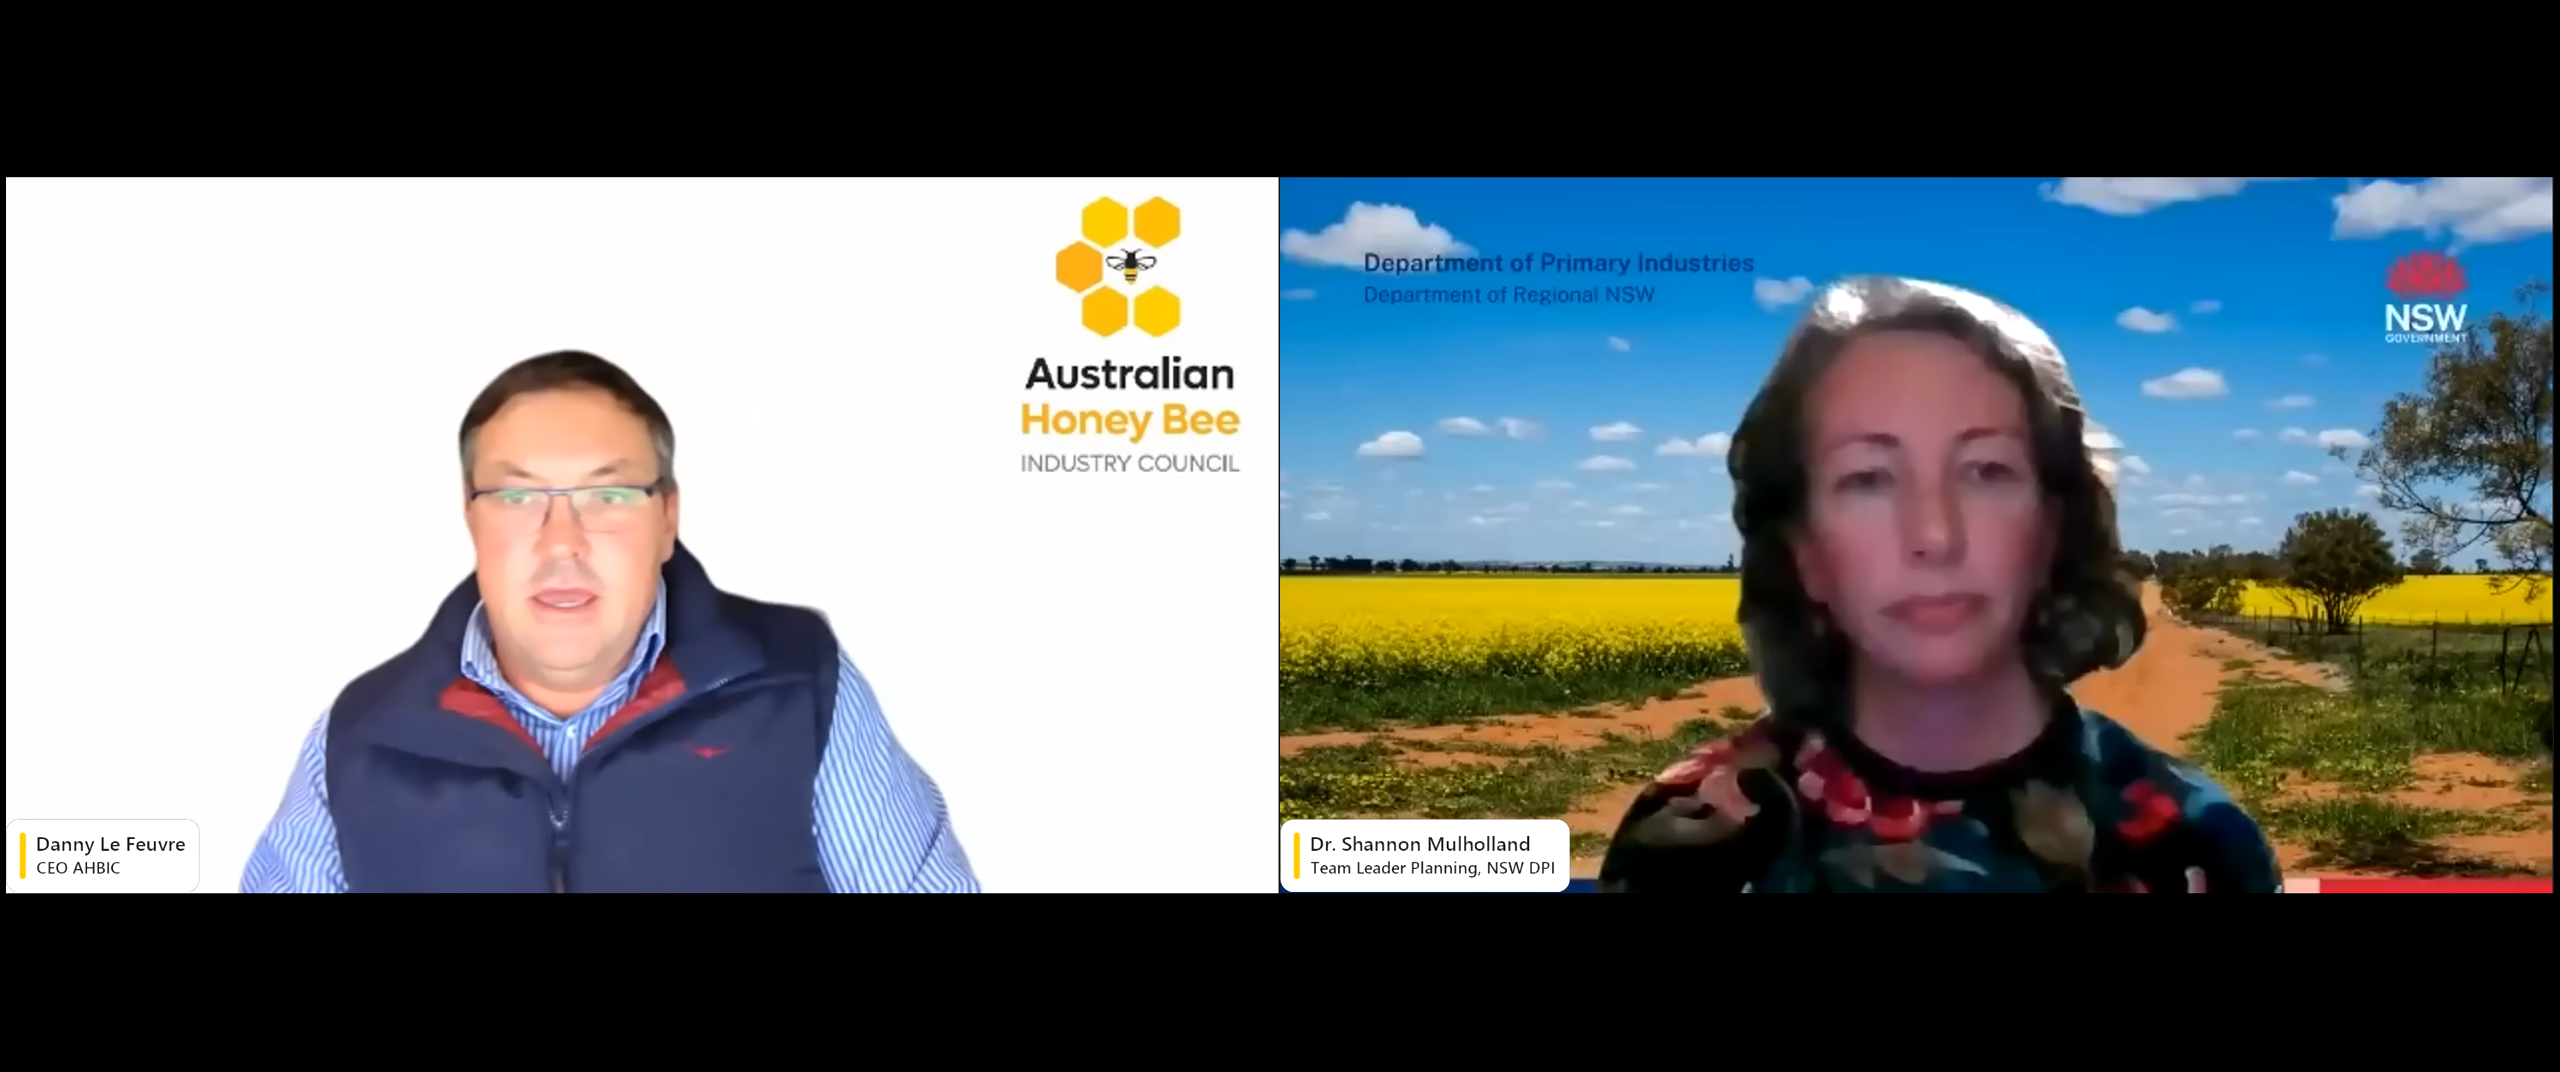 Australian
Honey Bee
INDUSTRY COUNCIL
Danny Le Feuvre
CEO AHBIC
Department of Primary Industries
Department of Regional NSW
NSW
GOVERNMENT
Dr. Shannon Mulholland
Team Leader Planning, NSW DPI